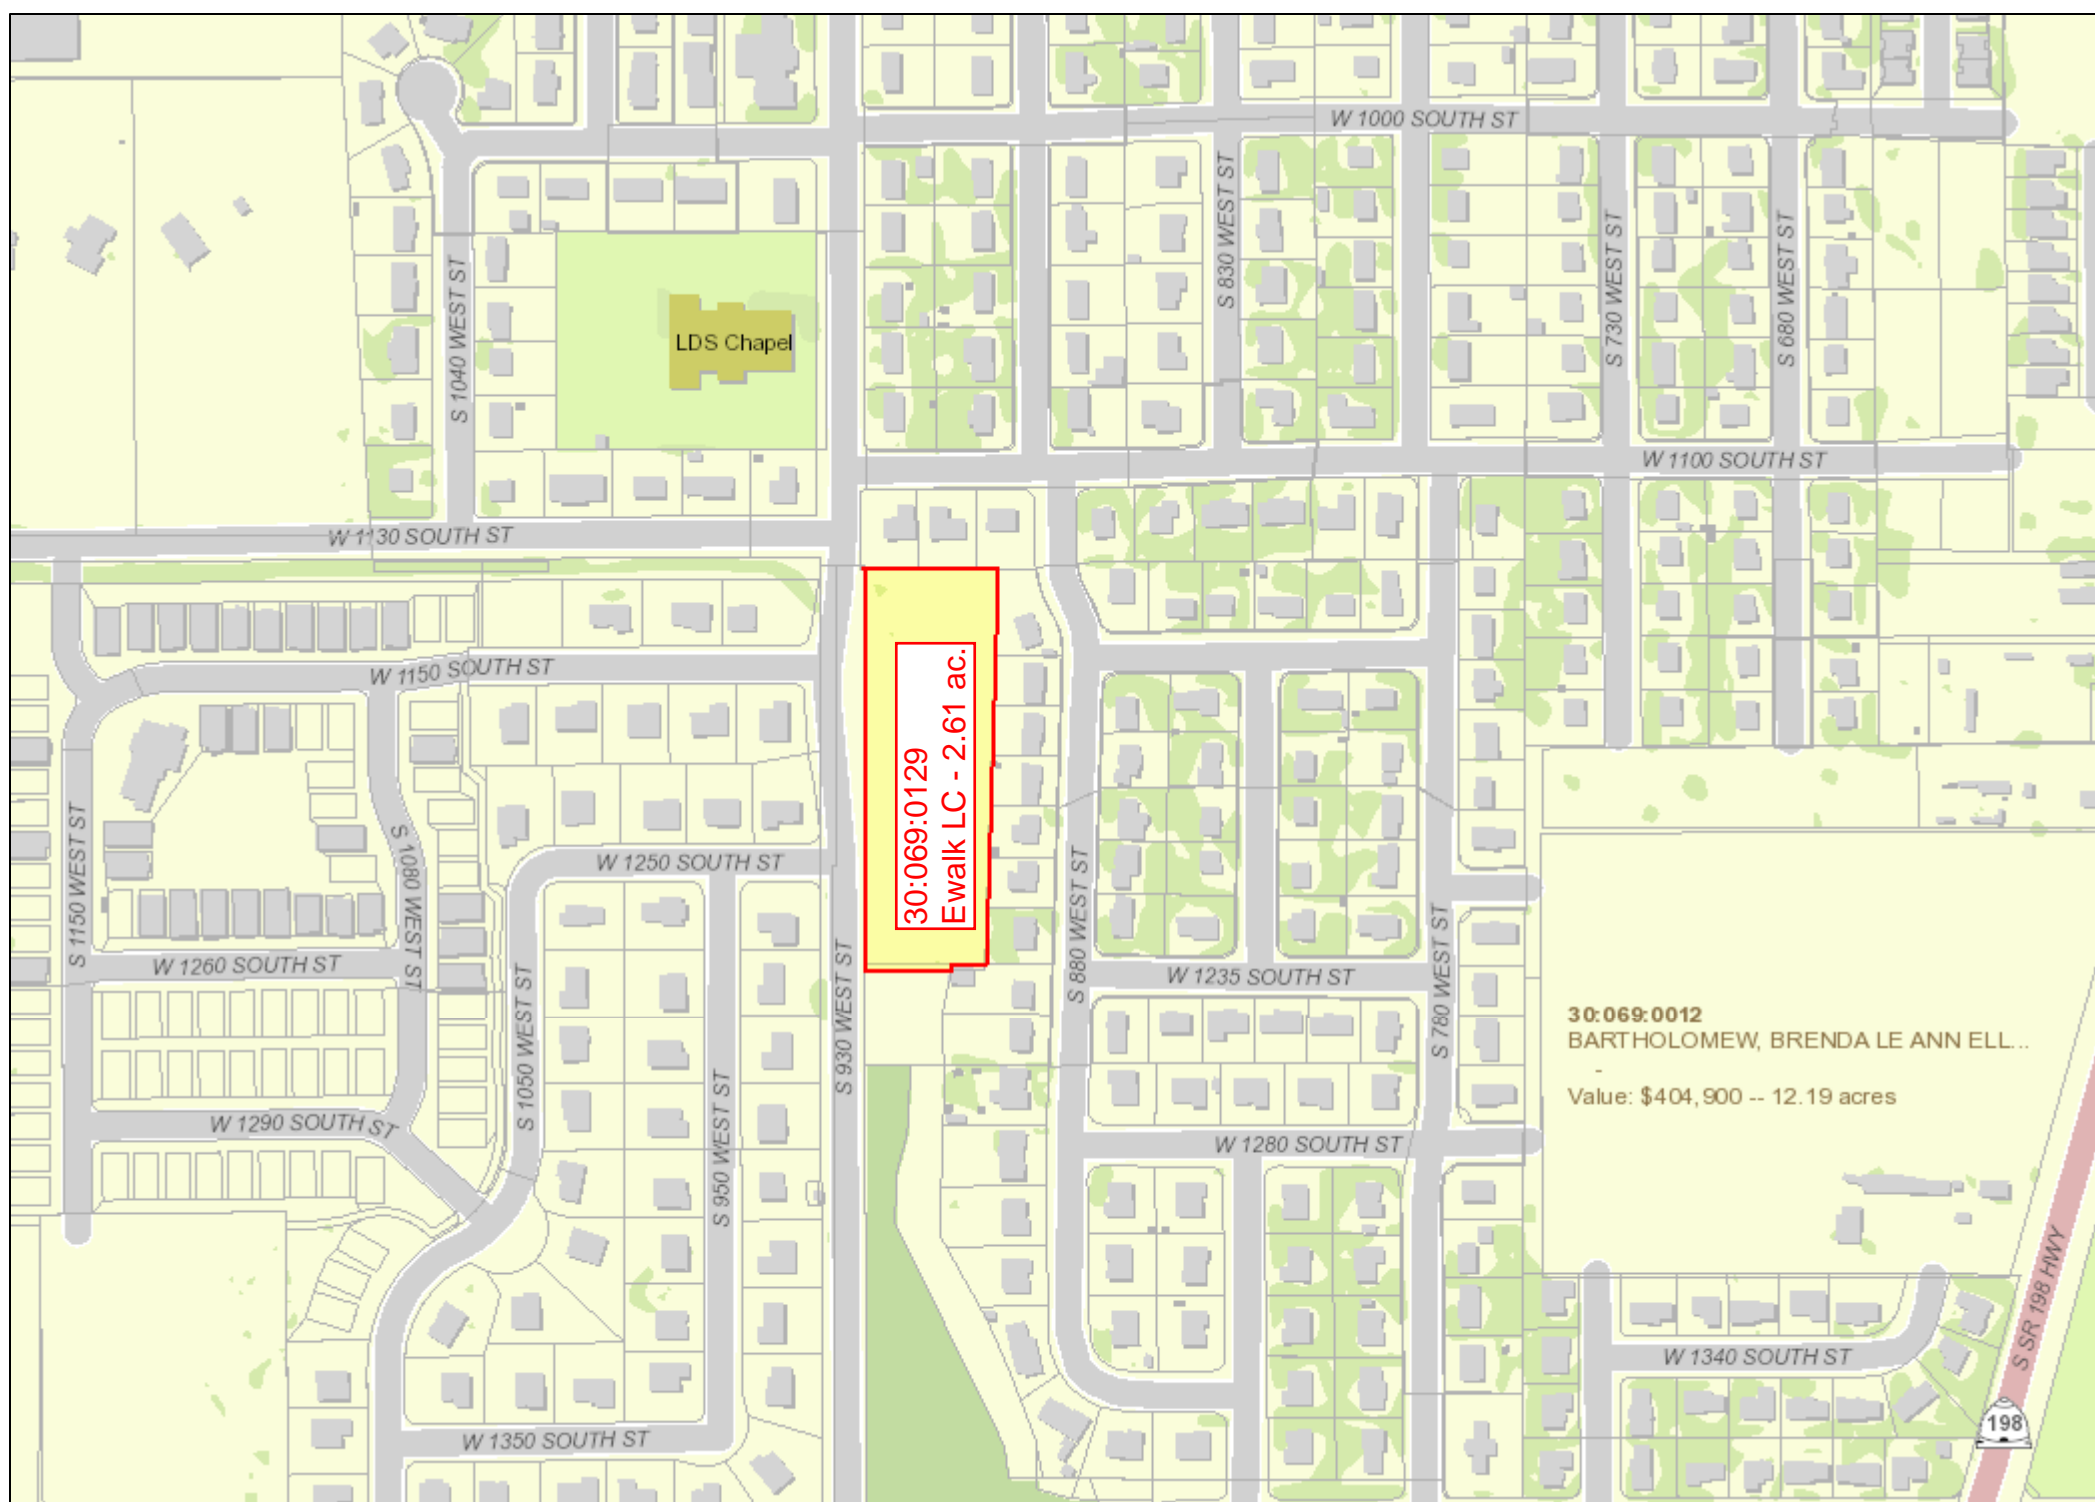 W 1000 SOUTH ST
S 830 WEST ST
S 730 WEST ST
S 680 WEST ST
S 1040 WEST ST
LDS Chapel
W 1100 SOUTH ST
W 1130 SOUTH ST
W 1150 SOUTH ST
30:069:0129
Ewalk LC - 2.61 ac.
S 1150 WEST ST
S 1080 WEST ST
W 1250 SOUTH ST
S 880 WEST ST
W 1260 SOUTH ST
S 1050 WEST ST
S 930 WEST ST
W 1235 SOUTH ST
S 780 WEST ST
30:069:0012
BARTHOLOMEW, BRENDA LE ANN ELL...
-
Value: $404,900 -- 12.19 acres
W 1290 SOUTH ST
S 950 WEST ST
W 1280 SOUTH ST
S SR 198 HWY
W 1340 SOUTH ST
198
W 1350 SOUTH ST